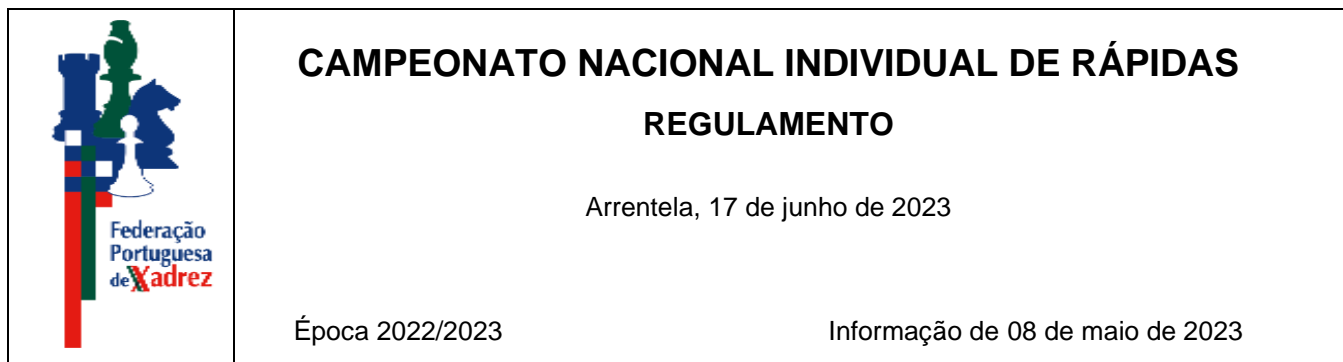 CAMPEONATO NACIONAL INDIVIDUAL DE RÁPIDAS
REGULAMENTO
Arrentela, 17 de junho de 2023
Federação
Portuguesa
de Xadrez
Época 2022/2023 Informação de 08 de maio de 2023